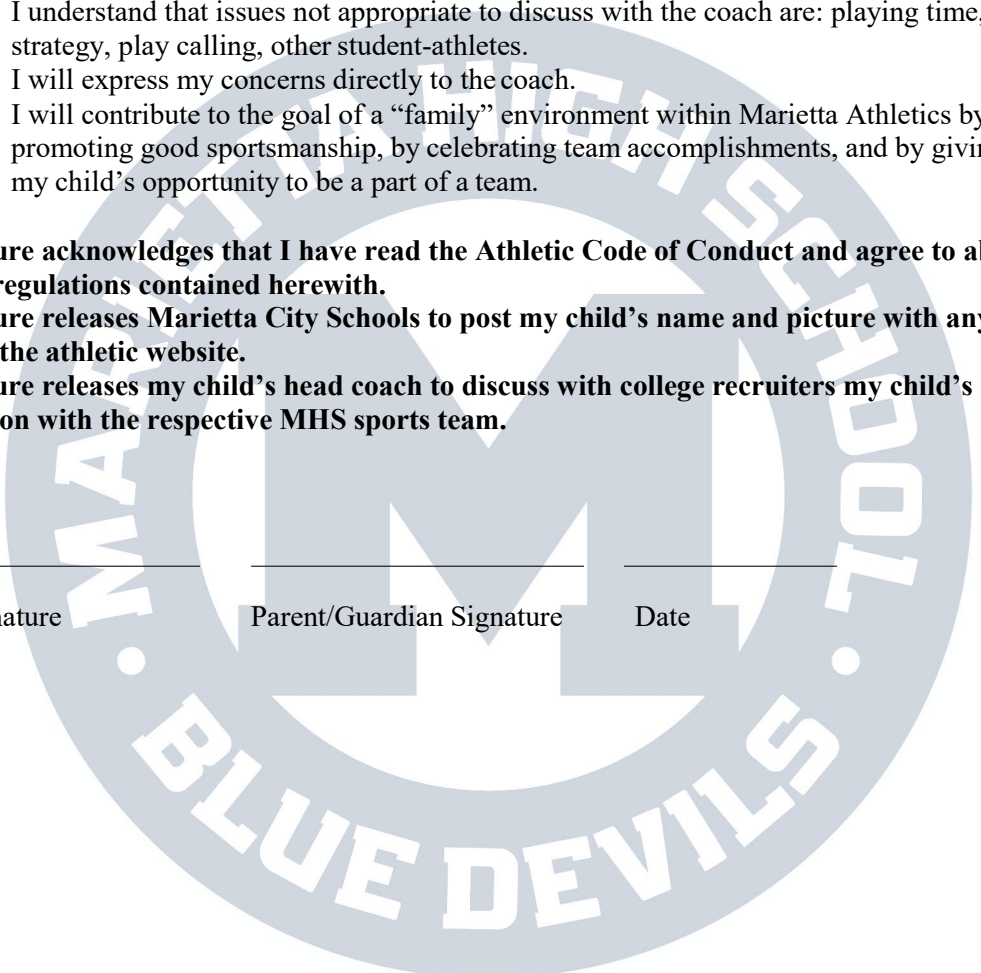 I understand that issues not appropriate to discuss with the coach are: playing time,
strategy, play calling, other student-athletes.
I will express my concerns directly to the coach.
I will contribute to the goal of a “family” environment within Marietta Athletics by
promoting good sportsmanship, by celebrating team accomplishments, and by givin
my child’s opportunity to be a part of a team.
ure acknowledges that I have read the Athletic Code of Conduct and agree to al
regulations contained herewith.
ure releases Marietta City Schools to post my child’s name and picture with any
the athletic website.
ure releases my child’s head coach to discuss with college recruiters my child’s
on with the respective MHS sports team.
nature Parent/Guardian Signature Date
MARIETTA HIGH SCHOOL
M
• BLUE DEVILS •